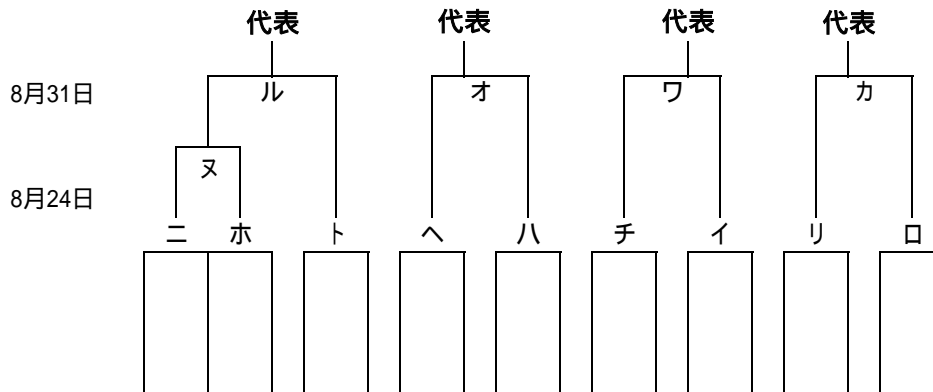 代表 代表 代表 代表
8月31日 ル オ ワ カ
ヌ
8月24日
ニ ホ ト ヘ ハ チ イ リ ロ